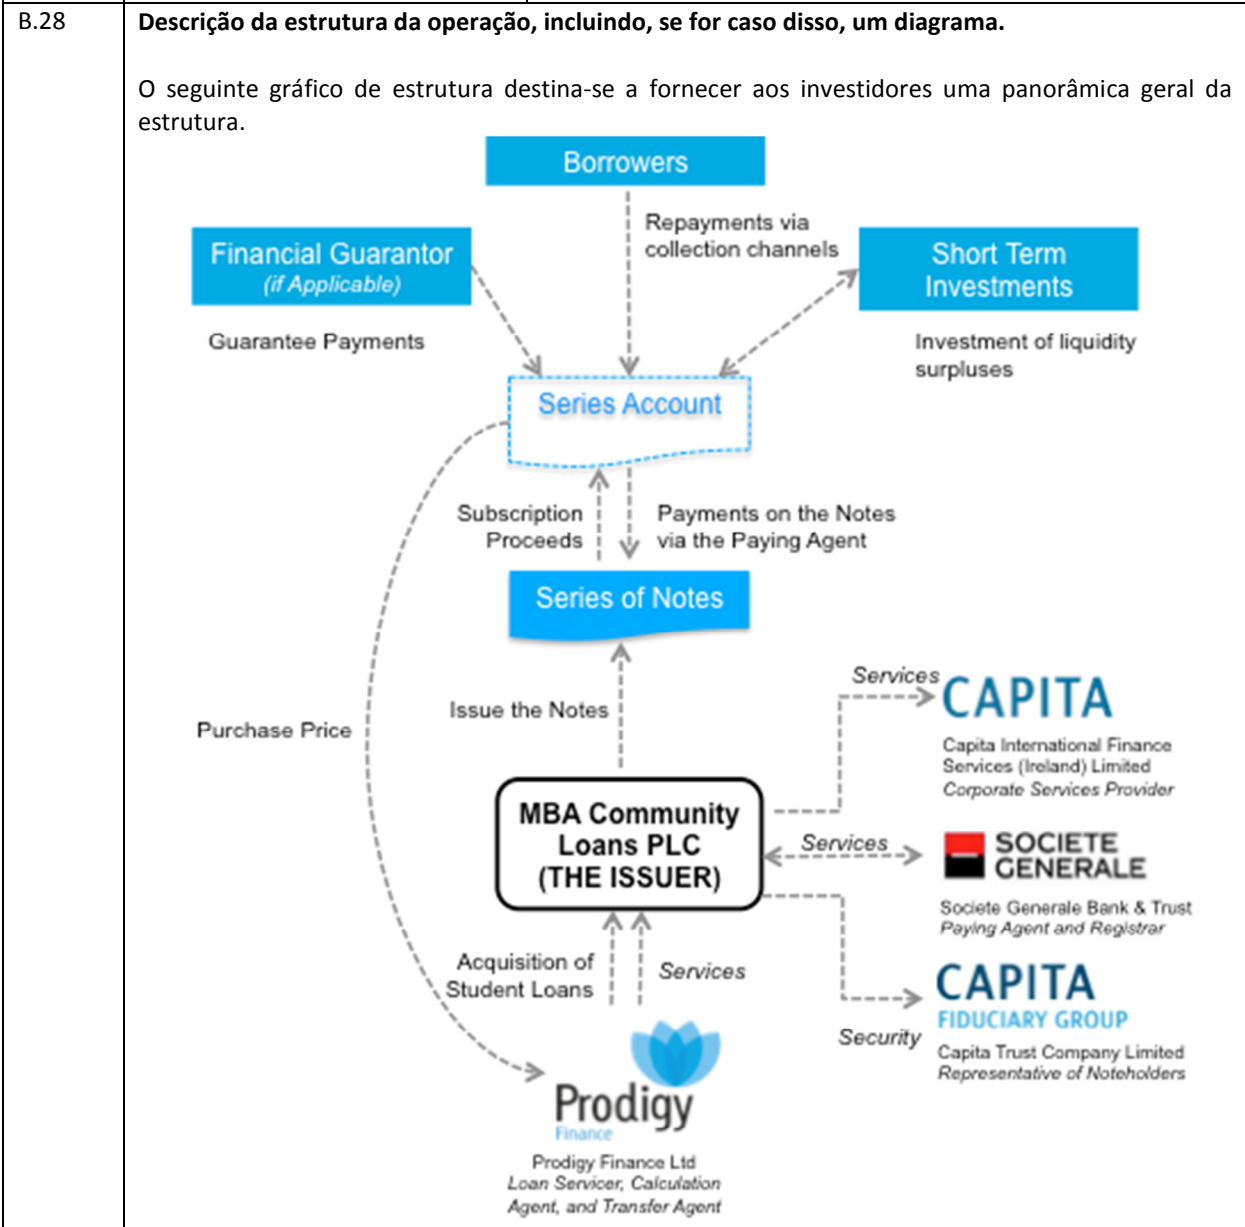 B.28
Descrição da estrutura da operação, incluindo, se for caso disso, um diagrama.
O seguinte gráfico de estrutura destina-se a fornecer aos investidores uma panorâmica geral da
estrutura.
Borrowers
Repayments via
collection channels
Financial Guarantor
(if Applicable)
Short Term
Investments
Guarantee Payments
Investment of liquidity
surpluses
Series Account
Subscription
Proceeds
Payments on the Notes
via the Paying Agent
Series of Notes
Issue the Notes
Purchase Price
Services
CAPITA
Capita International Finance
Services (Ireland) Limited
Corporate Services Provider
MBA Community
Loans PLC
(THE ISSUER)
Services
SOCIETE
GENERALE
Societe Generale Bank & Trust
Paying Agent and Registrar
Acquisition of
Student Loans
Services
Security
CAPITA
FIDUCIARY GROUP
Capita Trust Company Limited
Representative of Noteholders
Prodigy
Finance
Prodigy Finance Ltd
Loan Servicer, Calculation
Agent, and Transfer Agent